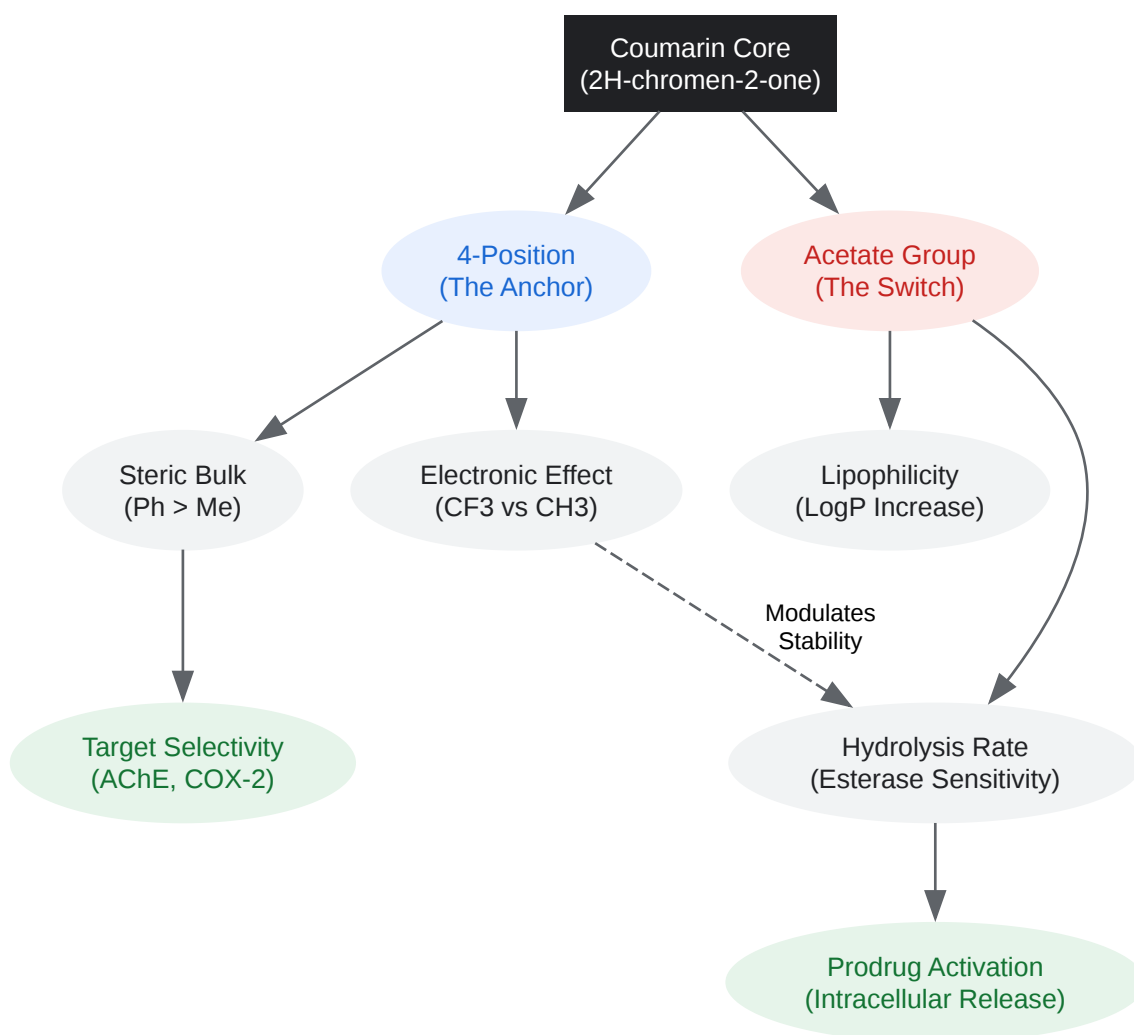 Coumarin Core
(2H-chromen-2-one)
4-Position
(The Anchor)
Acetate Group
(The Switch)
Steric Bulk
(Ph > Me)
Electronic Effect
(CF3 vs CH3)
Lipophilicity
(LogP Increase)
Modulates
Stability
Target Selectivity
(AChE, COX-2)
Hydrolysis Rate
(Esterase Sensitivity)
Prodrug Activation
(Intracellular Release)